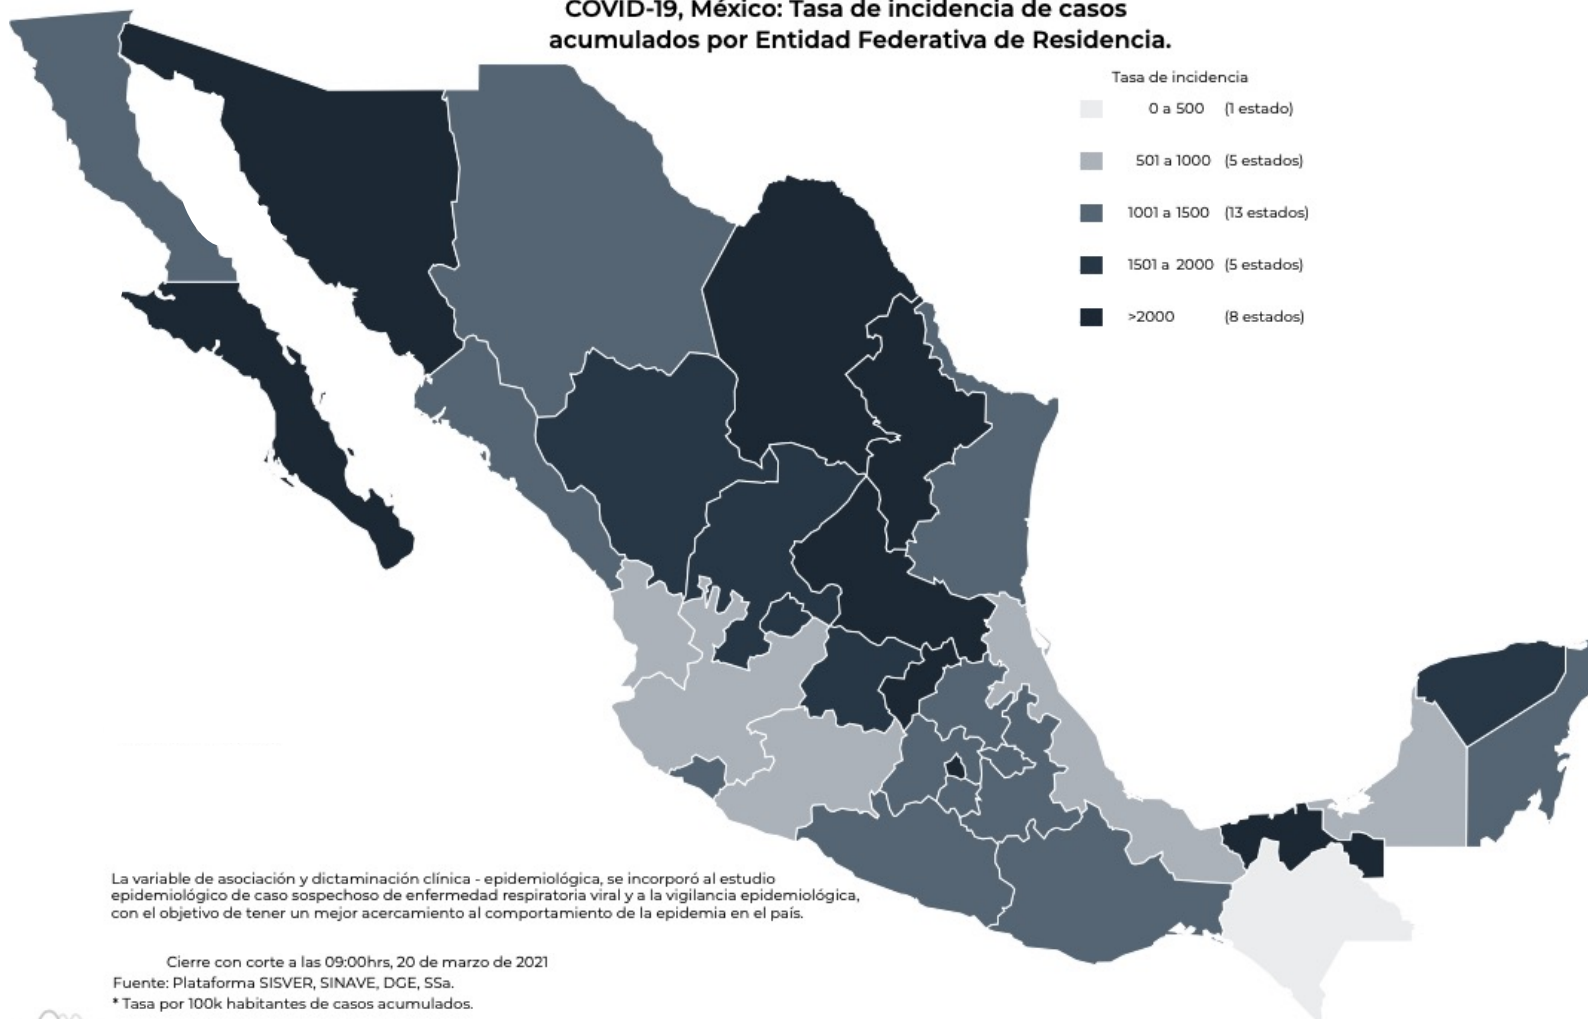 COVID-19, México: Tasa de incidencia de casos
acumulados por Entidad Federativa de Residencia.
Tasa de incidencia
0 a 500 (1 estado)
501 a 1000 (5 estados)
1001 a 1500 (13 estados)
1501 a 2000 (5 estados)
>2000 (8 estados)
La variable de asociación y dictaminación clínica - epidemiológica, se incorporó al estudio
epidemiológico de caso sospechoso de enfermedad respiratoria viral y a la vigilancia epidemiológica,
con el objetivo de tener un mejor acercamiento al comportamiento de la epidemia en el país.
Cierre con corte a las 09:00hrs, 20 de marzo de 2021
Fuente: Plataforma SISVER, SINAVE, DGE, SSa.
* Tasa por 100k habitantes de casos acumulados.